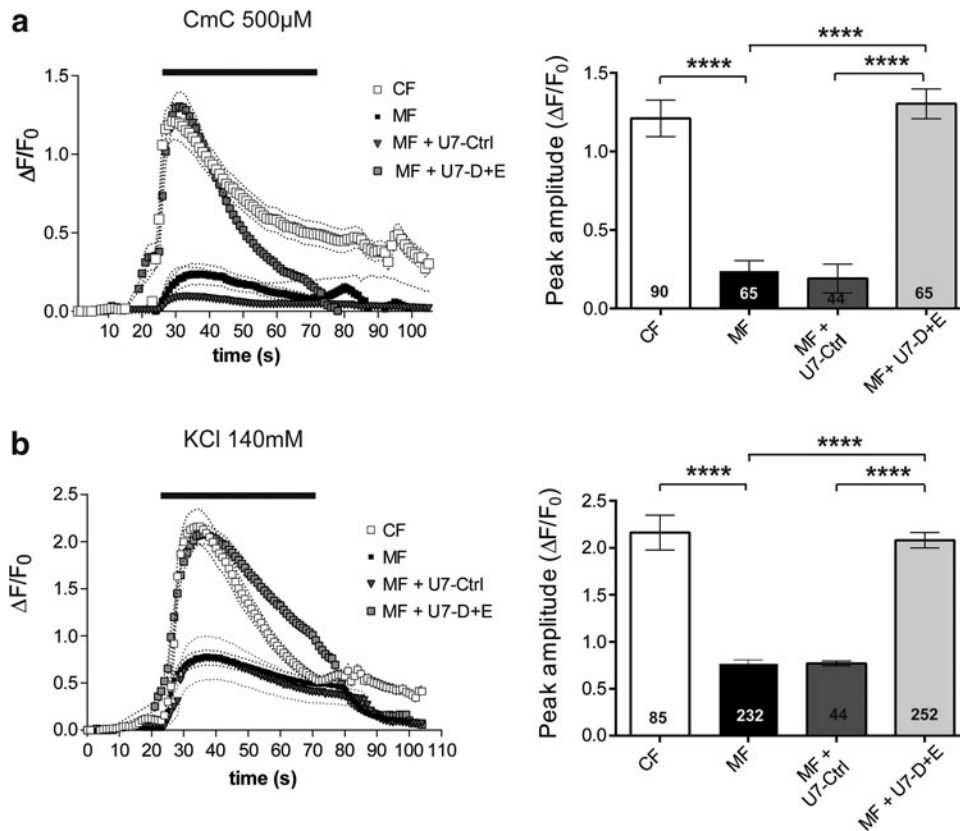 a
CmC 500µM
ΔF/F0
1.5
1.0
0.5
0.0
10 20 30 40 50 60 70 80 90 100
time (s)
CF
MF
MF + U7-Ctrl
MF + U7-D+E
Peak amplitude (ΔF/F0)
1.5
1.0
0.5
0.0
****
****
****
90
65
44
65
CF
MF
MF +
U7-Ctrl
MF+ U7-D+E
b
KCl 140mM
ΔF/F0
2.5
2.0
1.5
1.0
0.5
0.0
0 10 20 30 40 50 60 70 80 90 100 110
time (s)
CF
MF
MF + U7-Ctrl
MF + U7-D+E
Peak amplitude (ΔF/F0)
2.5
2.0
1.5
1.0
0.5
0.0
****
****
****
85
232
44
252
CF
MF
MF +
U7-Ctrl
MF + U7-D+E